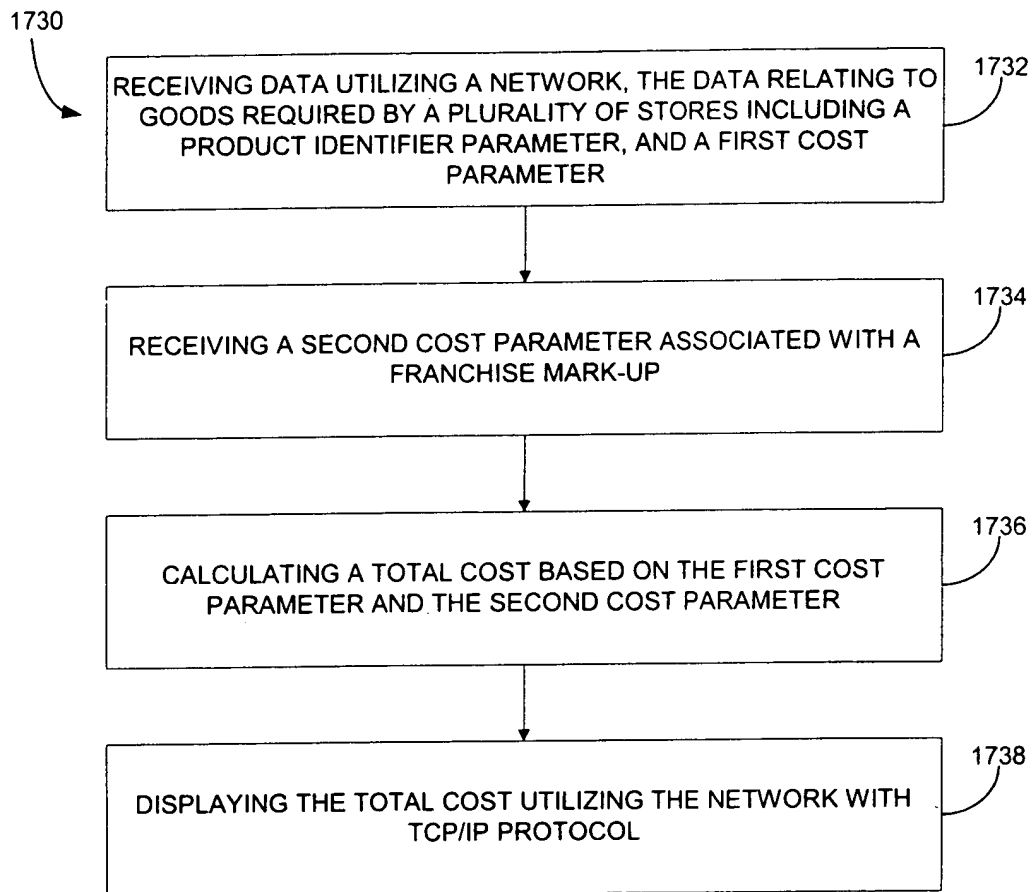 1730
RECEIVING DATA UTILIZING A NETWORK, THE DATA RELATING TO
GOODS REQUIRED BY A PLURALITY OF STORES INCLUDING A
PRODUCT IDENTIFIER PARAMETER, AND A FIRST COST
PARAMETER
1732
RECEIVING A SECOND COST PARAMETER ASSOCIATED WITH A
FRANCHISE MARK-UP
1734
CALCULATING A TOTAL COST BASED ON THE FIRST COST
PARAMETER AND THE SECOND COST PARAMETER
1736
DISPLAYING THE TOTAL COST UTILIZING THE NETWORK WITH
TCP/IP PROTOCOL
1738